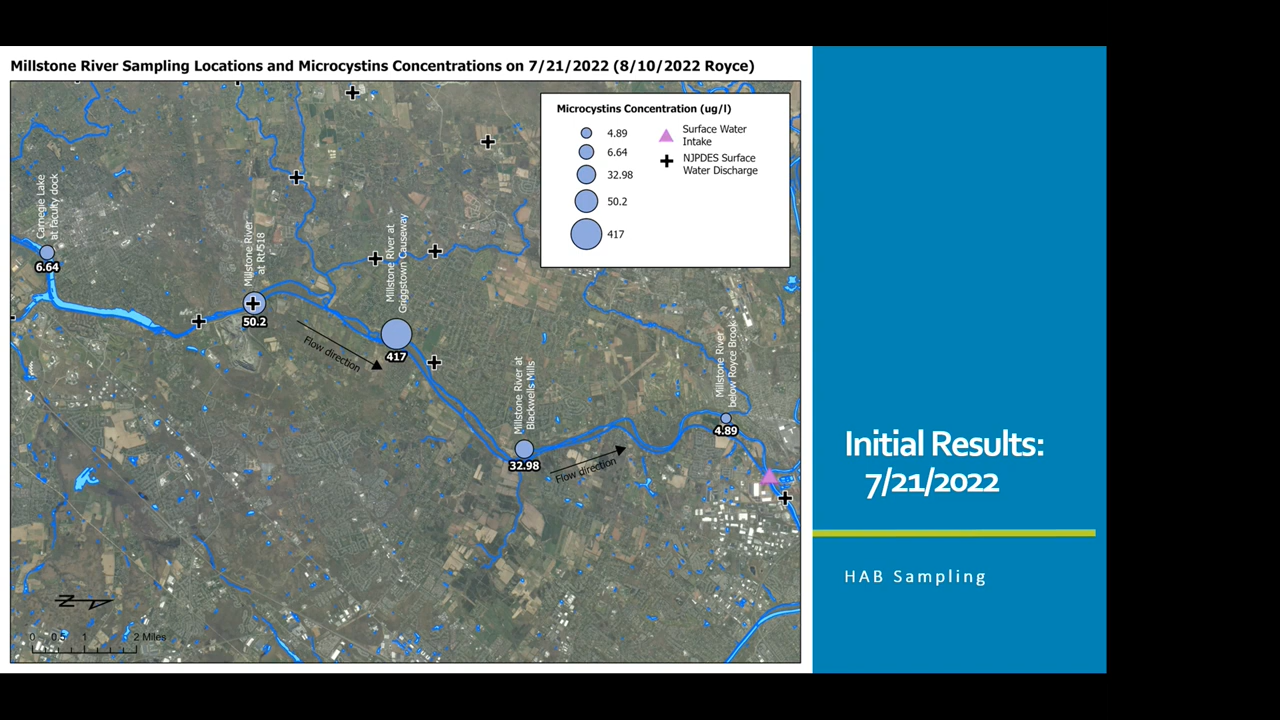 Millstone River Sampling Locations and Microcystins Concentrations on 7/21/2022 (8/10/2022 Royce)
Microcystins Concentration (ug/l)
4.89
6.64
32.98
50.2
417
Surface Water
Intake
NJPDES Surface
Water Discharge
Carnegie Lake
at faculty dock
6.64
Millstone River
at Rt 518
50.2
Millstone River at
Griggstown Causeway
417
Flow direction
Millstone River at
Blackwells Mills
32.98
Flow direction
Millstone River
below Royce Brook
4.89
N
0 0.5 1 2 Miles
Initial Results:
7/21/2022
HAB Sampling